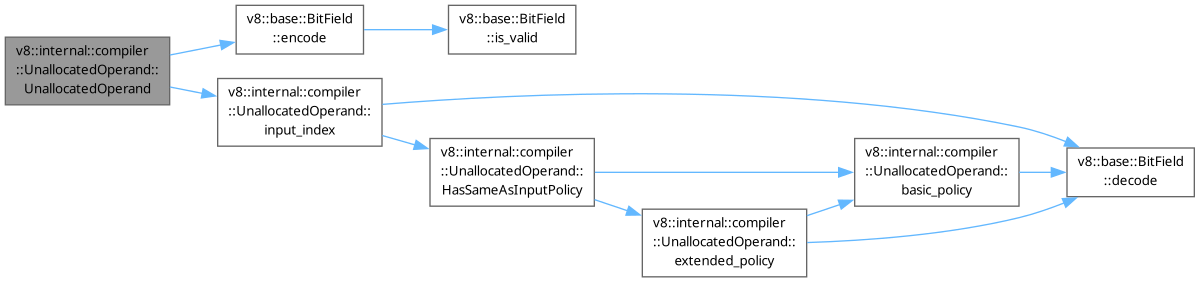 v8::internal::compiler
::UnallocatedOperand::
UnallocatedOperand
v8::base::BitField
::encode
v8::base::BitField
::is_valid
v8::internal::compiler
::UnallocatedOperand::
input_index
v8::internal::compiler
::UnallocatedOperand::
HasSameAsInputPolicy
v8::internal::compiler
::UnallocatedOperand::
extended_policy
v8::internal::compiler
::UnallocatedOperand::
basic_policy
v8::base::BitField
::decode